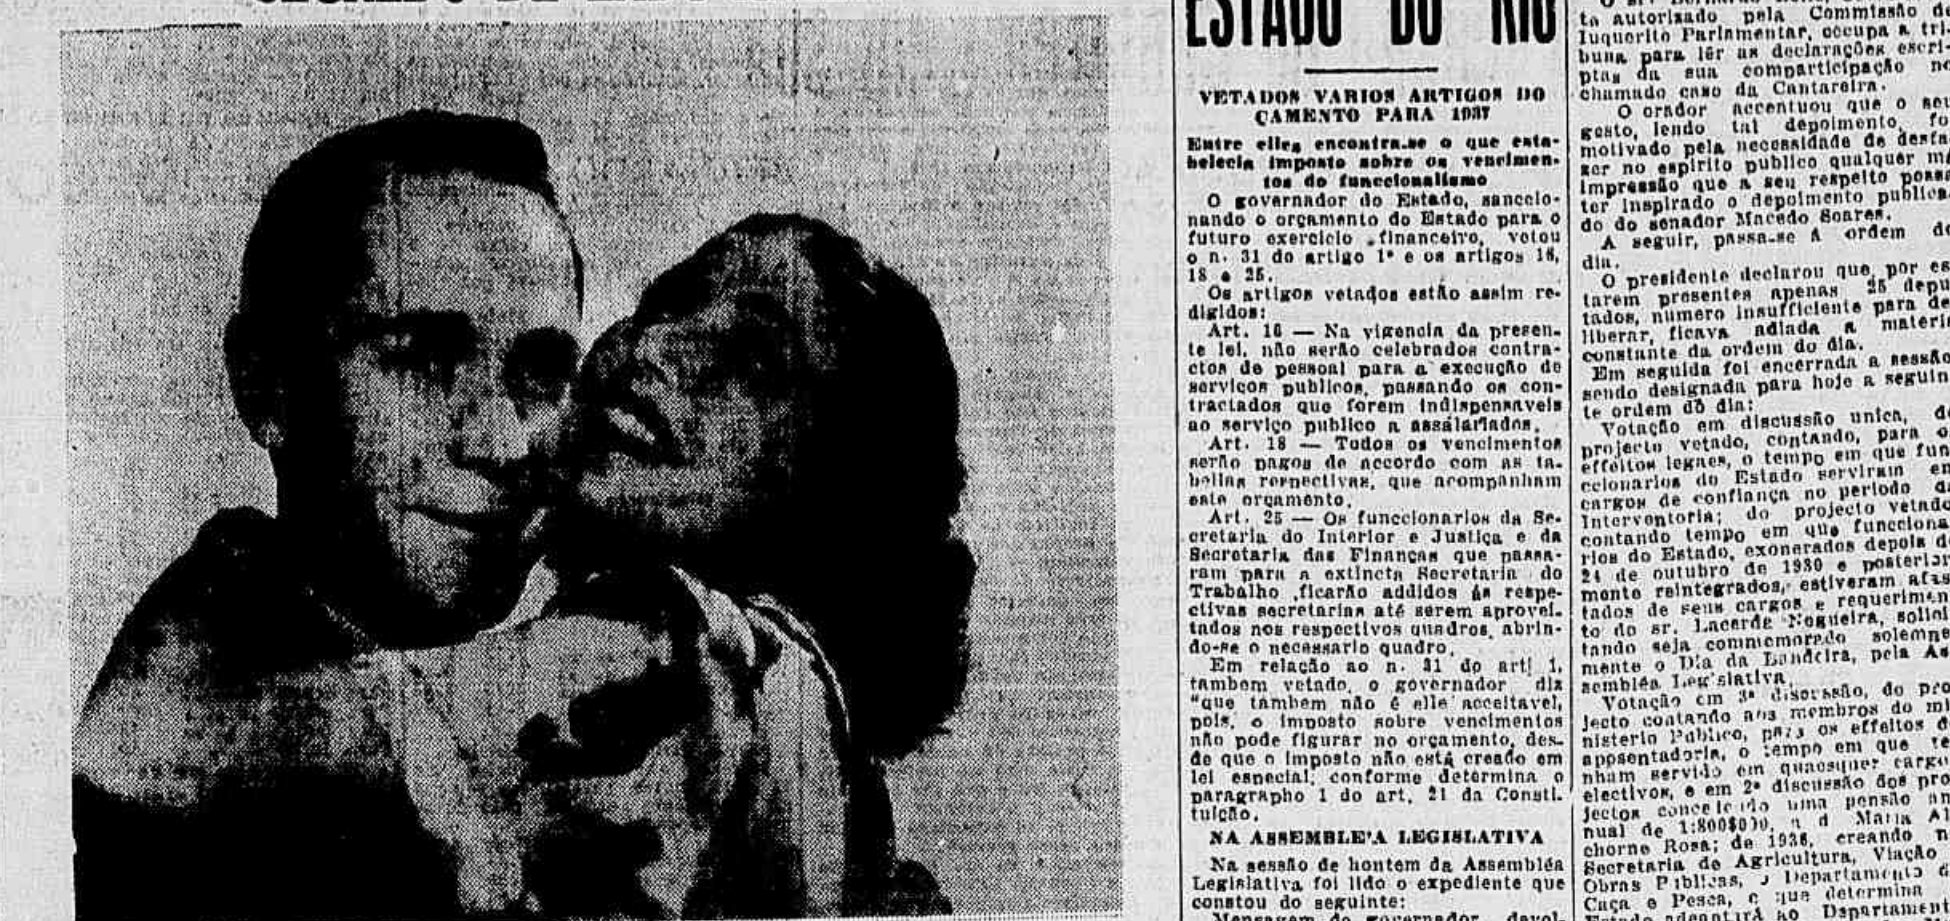 ESTADO DO RIO
VETADOS VARIOS ARTIGOS DO
ÇAMENTO PARA 1937
Entre elles encontra-se o que esta-
belecia imposto sobre os vencimen-
tos do funccionalismo
O governador do Estado, sanccio-
nando o orçamento do Estado para o
futuro exercicio financeiro, vetou
o n. 31 do artigo 1º e os artigos 16,
18 e 25.
Os artigos vetados estão assim re-
digidos:
Art. 16 — Na vigencia da presen-
te lei, não serão celebrados contra-
ctos de pessoal para a execução de
serviços publicos, passando os con-
tractados que forem indispensaveis
ao serviço publico a assalariados.
Art. 18 — Todos os vencimentos
serão pagos de accordo com as ta-
bellas respectivas, que acompanham
este orçamento.
Art. 25 — Os funccionarios da Se-
cretaria do Interior e Justiça e da
Secretaria das Finanças que passa-
ram para a extincta Secretaria do
Trabalho ,ficarão addidos ás respe-
ctivas secretarias até serem aprovei-
tados nos respectivos quadros, abrin-
do-se o necessario quadro.
Em relação ao n. 31 do art 1,
tambem vetado, o governador diz
"que tambem não é elle acceitavel,
pois, o imposto sobre vencimentos
não pode figurar no orçamento, des-
de que o imposto não está creado em
lei especial; conforme determina o
paragrapho 1 do art. 21 da Consti-
tuição.
NA ASSEMBLE'A LEGISLATIVA
Na sessão de hontem da Assembléa
Legislativa foi lido o expediente que
constou do seguinte:
Mensagem do governador
ta autorizado pela Commissão de
Inquerito Parlamentar, occupa a tri-
buna para lêr as declarações escri-
ptas da sua comparticipação no
chamado caso da Cantareira.
O orador accentuou que o seu
gesto, lendo tal depoimento, fo
motivado pela necessidade de desfa
zer no espirito publico qualquer m
impressão que a seu respeito possa
ter inspirado o depoimento publica
do do senador Macedo Soares.
A seguir, passa-se á ordem do
dia.
O presidente declarou que, por es
tarem presentes apenas 25 depu
tados, numero insufficiente para de
liberar, ficava adiada a materia
constante da ordem do dia.
Em seguida foi encerrada a sessão
sendo designada para hoje a seguin
te ordem do dia:
Votação em discussão unica, do
projecto vetado, contando, para os
effeitos legaes, o tempo em que fun
ccionarios do Estado serviram em
cargos de confiança no periodo da
Interventoria; do projecto vetado
contando tempo em que funcciona
rios do Estado, exonerados depois de
24 de outubro de 1930 e posterior
mente reintegrados, estiveram afas
tados de seus cargos e requerimen
to do sr. Lacerda Nogueira, solici
tando seja commemorado solemne
mente o Dia da Bandeira, pela As
sembléa Legislativa.
Votação em 3ª discussão, do pro
jecto contando aos membros do mi
nisterio Publico, para os effeitos de
apposentadoria, o tempo em que te
nham servido em quaesquer cargos
electivos, e em 2ª discussão dos pro
jectos concedendo uma pensão an
nual de 1:800$000, a d Maria Al
chorne Rosa; de 1936, creando n
Secretaria de Agricultura, Viação
Obras Publicas, o Departamento d
Caça e Pesca, e que determina